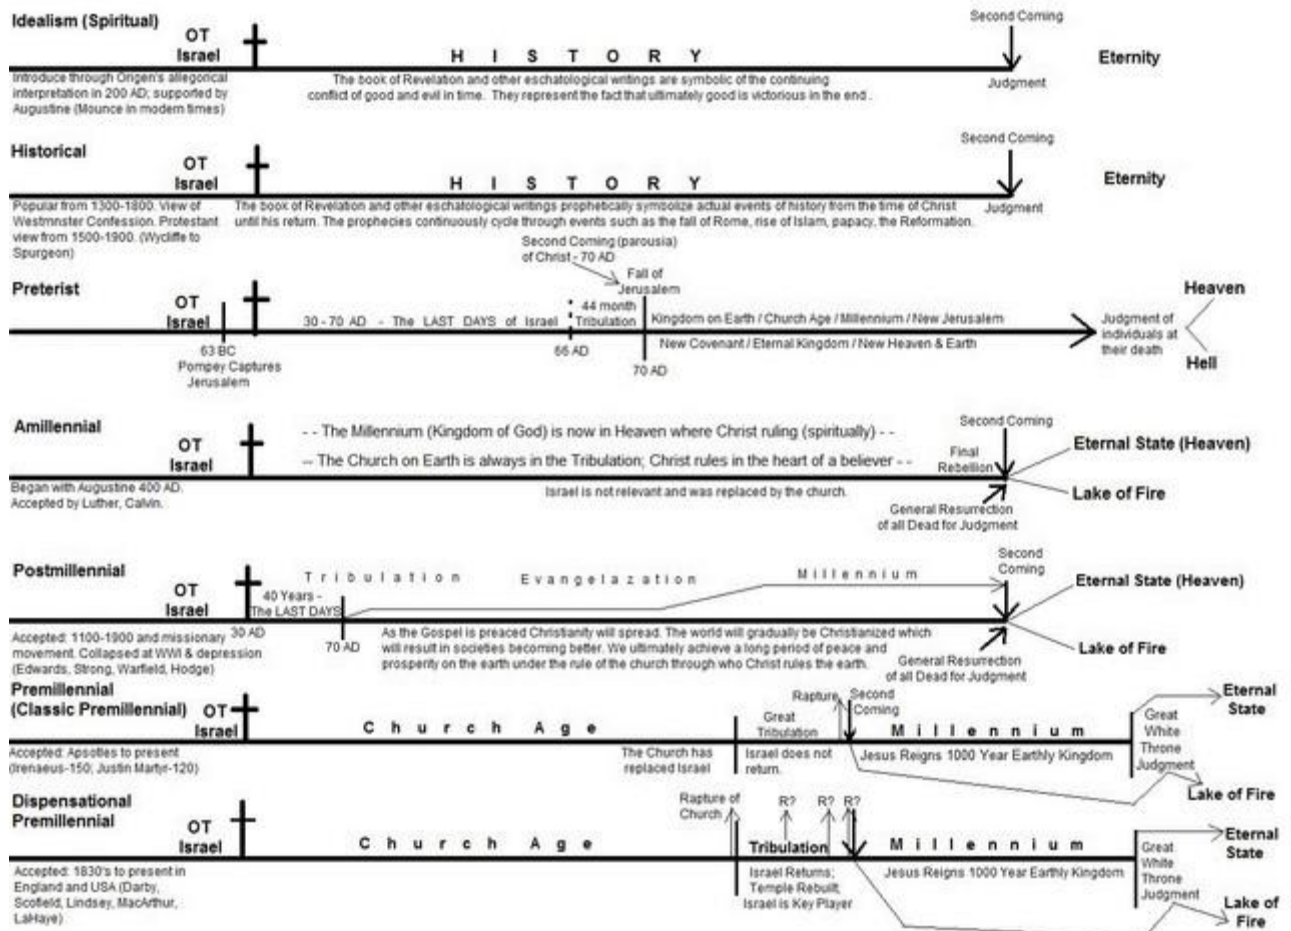 Idealism (Spiritual)
OT
Israel
H I S T O R Y
Second Coming
Eternity
Judgment
Introduce through Origen's allegorical
interpretation in 200 AD; supported by
Augustine (Mounce in modern times)
The book of Revelation and other eschatological writings are symbolic of the continuing
conflict of good and evil in time. They represent the fact that ultimately good is victorious in the end.
Historical
OT
Israel
H I S T O R Y
Second Coming
Eternity
Judgment
Popular from 1300-1800. View of
Westmnster Confession. Protestant
view from 1500-1900. (Wycliffe to
Spurgeon)
The book of Revelation and other eschatological writings prophetically symbolize actual events of history from the time of Christ
until his return. The prophecies continuously cycle through events such as the fall of Rome, rise of Islam, papacy, the Reformation.
Preterist
OT
Israel
63 BC
Pompey Captures
Jerusalem
30 - 70 AD - The LAST DAYS of Israel
Second Coming (parousia)
of Christ - 70 AD
Fall of
Jerusalem
44 month
Tribulation
66 AD
70 AD
Kingdom on Earth / Church Age / Millennium / New Jerusalem
New Covenant / Eternal Kingdom / New Heaven & Earth
Judgment of
individuals at
their death
Heaven
Hell
Amillennial
OT
Israel
- - The Millennium (Kingdom of God) is now in Heaven where Christ ruling (spiritually) - -
-- The Church on Earth is always in the Tribulation; Christ rules in the heart of a believer - -
Second Coming
Final
Rebellion
Eternal State (Heaven)
Lake of Fire
Began with Augustine 400 AD.
Accepted by Luther, Calvin.
Israel is not relevant and was replaced by the church.
General Resurrection
of all Dead for Judgment
Postmillennial
OT
Israel
30 AD
40 Years -
The LAST DAYS
70 AD
Tribulation Evangelazation Millennium
Second
Coming
Eternal State (Heaven)
Lake of Fire
Accepted: 1100-1900 and missionary
movement. Collapsed at WWI & depression
(Edwards, Strong, Warfield, Hodge)
As the Gospel is preaced Christianity will spread. The world will gradually be Christianized which
will result in societies becoming better. We ultimately achieve a long period of peace and
prosperity on the earth under the rule of the church through who Christ rules the earth.
General Resurrection
of all Dead for Judgment
Premillennial
(Classic Premillennial)
OT
Israel
Church Age
Rapture
Second
Coming
Great
Tribulation
Millennium
Great
White
Throne
Judgment
Eternal
State
Lake of Fire
Accepted: Apsotles to present
(Irenaeus-150; Justin Martyr-120)
The Church has
replaced Israel
Israel does not
return.
Jesus Reigns 1000 Year Earthly Kingdom
Dispensational
Premillennial
OT
Israel
Church Age
Rapture of
Church
R? R? R?
Tribulation
Millennium
Great
White
Throne
Judgment
Eternal
State
Lake of
Fire
Accepted: 1830's to present in
England and USA (Darby,
Scofield, Lindsey, MacArthur,
LaHaye)
Israel Returns;
Temple Rebuilt,
Israel is Key Player
Jesus Reigns 1000 Year Earthly Kingdom